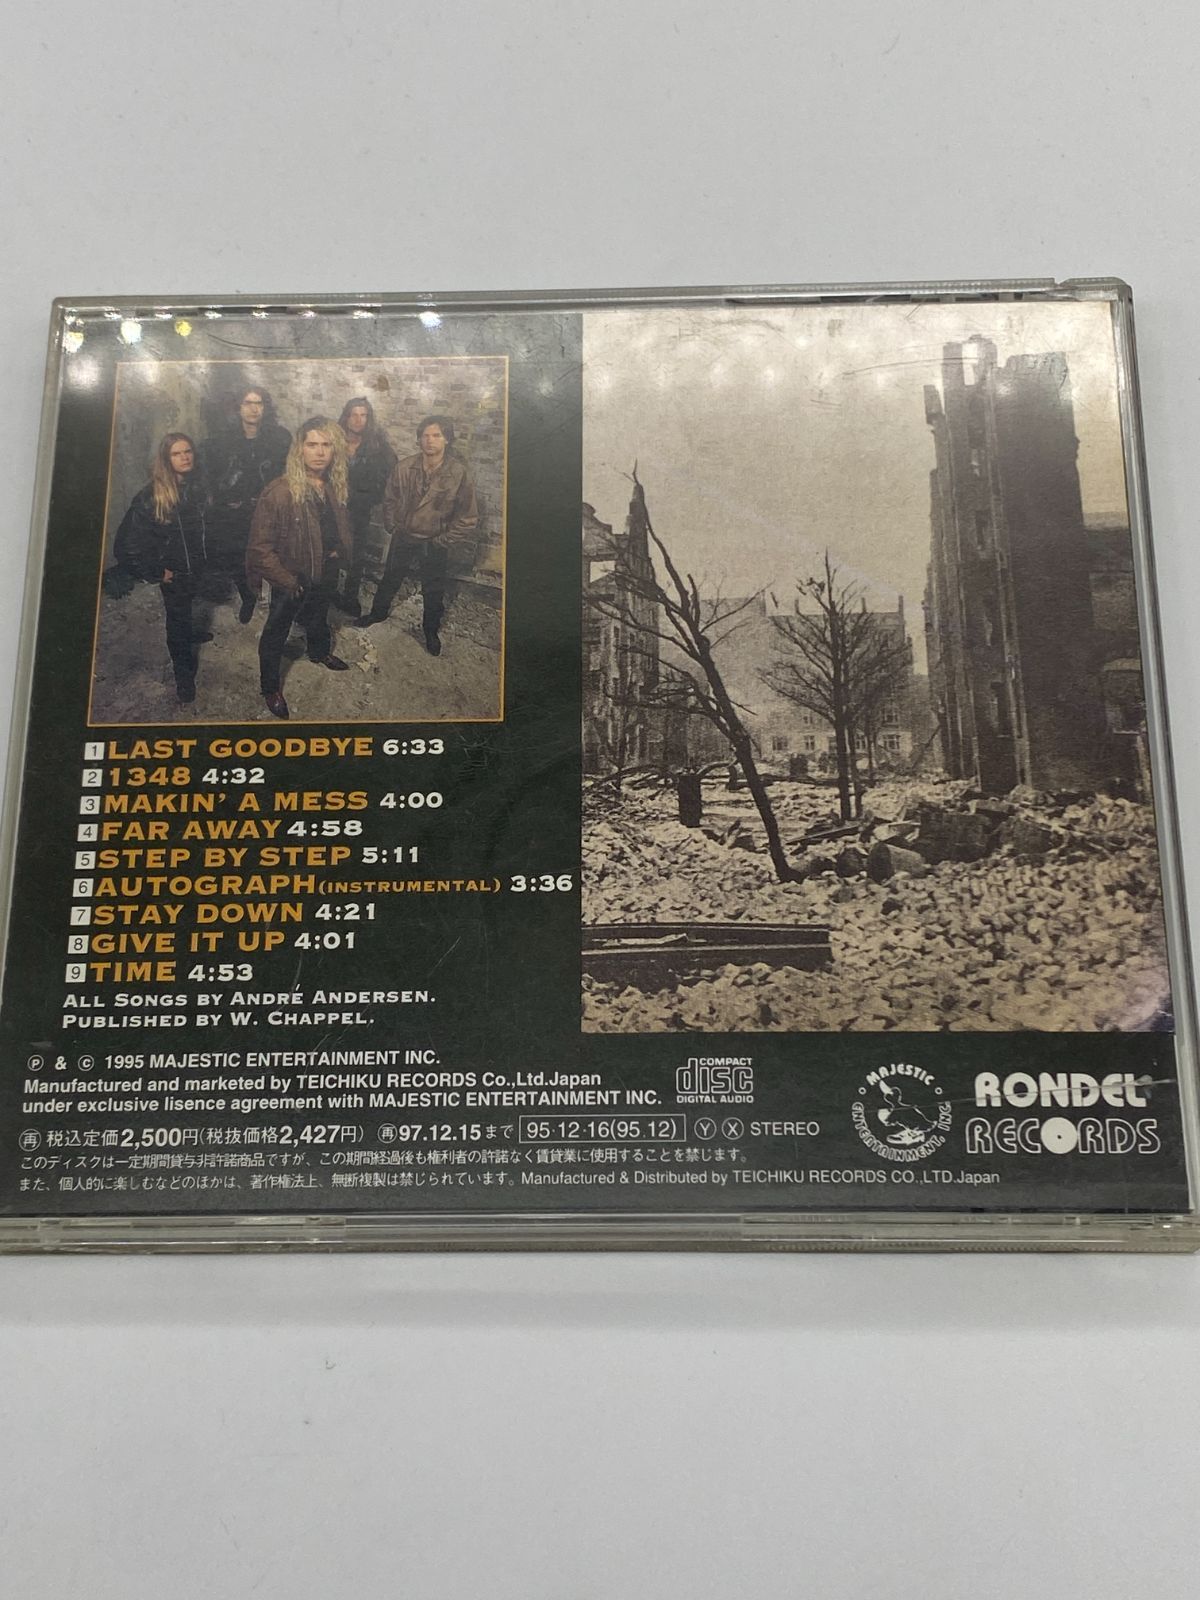 1 LAST GOODBYE 6:33
2 1348 4:32
3 MAKIN' A MESS 4:00
4 FAR AWAY 4:58
5 STEP BY STEP 5:11
6 AUTOGRAPH (INSTRUMENTAL) 3:36
7 STAY DOWN 4:21
8 GIVE IT UP 4:01
9 TIME 4:53
ALL SONGS BY ANDRÉ ANDERSEN.
PUBLISHED BY W. CHAPPEL.
Ⓟ & Ⓒ 1995 MAJESTIC ENTERTAINMENT INC.
Manufactured and marketed by TEICHIKU RECORDS Co.,Ltd.Japan
under exclusive lisence agreement with MAJESTIC ENTERTAINMENT INC.
COMPACT
disc
DIGITAL AUDIO
MAJESTIC ENTERTAINMENT, INC.
RONDEL
RECORDS
再 税込定価2,500円(税抜価格2,427円) 再97.12.15まで 95·12·16(95.12) Ⓨ Ⓧ STEREO
このディスクは一定期間貸与非許諾商品ですが、この期間経過後も権利者の許諾なく賃貸業に使用することを禁じます。
また、個人的に楽しむなどのほかは、著作権法上、無断複製は禁じられています。Manufactured & Distributed by TEICHIKU RECORDS CO.,LTD.Japan